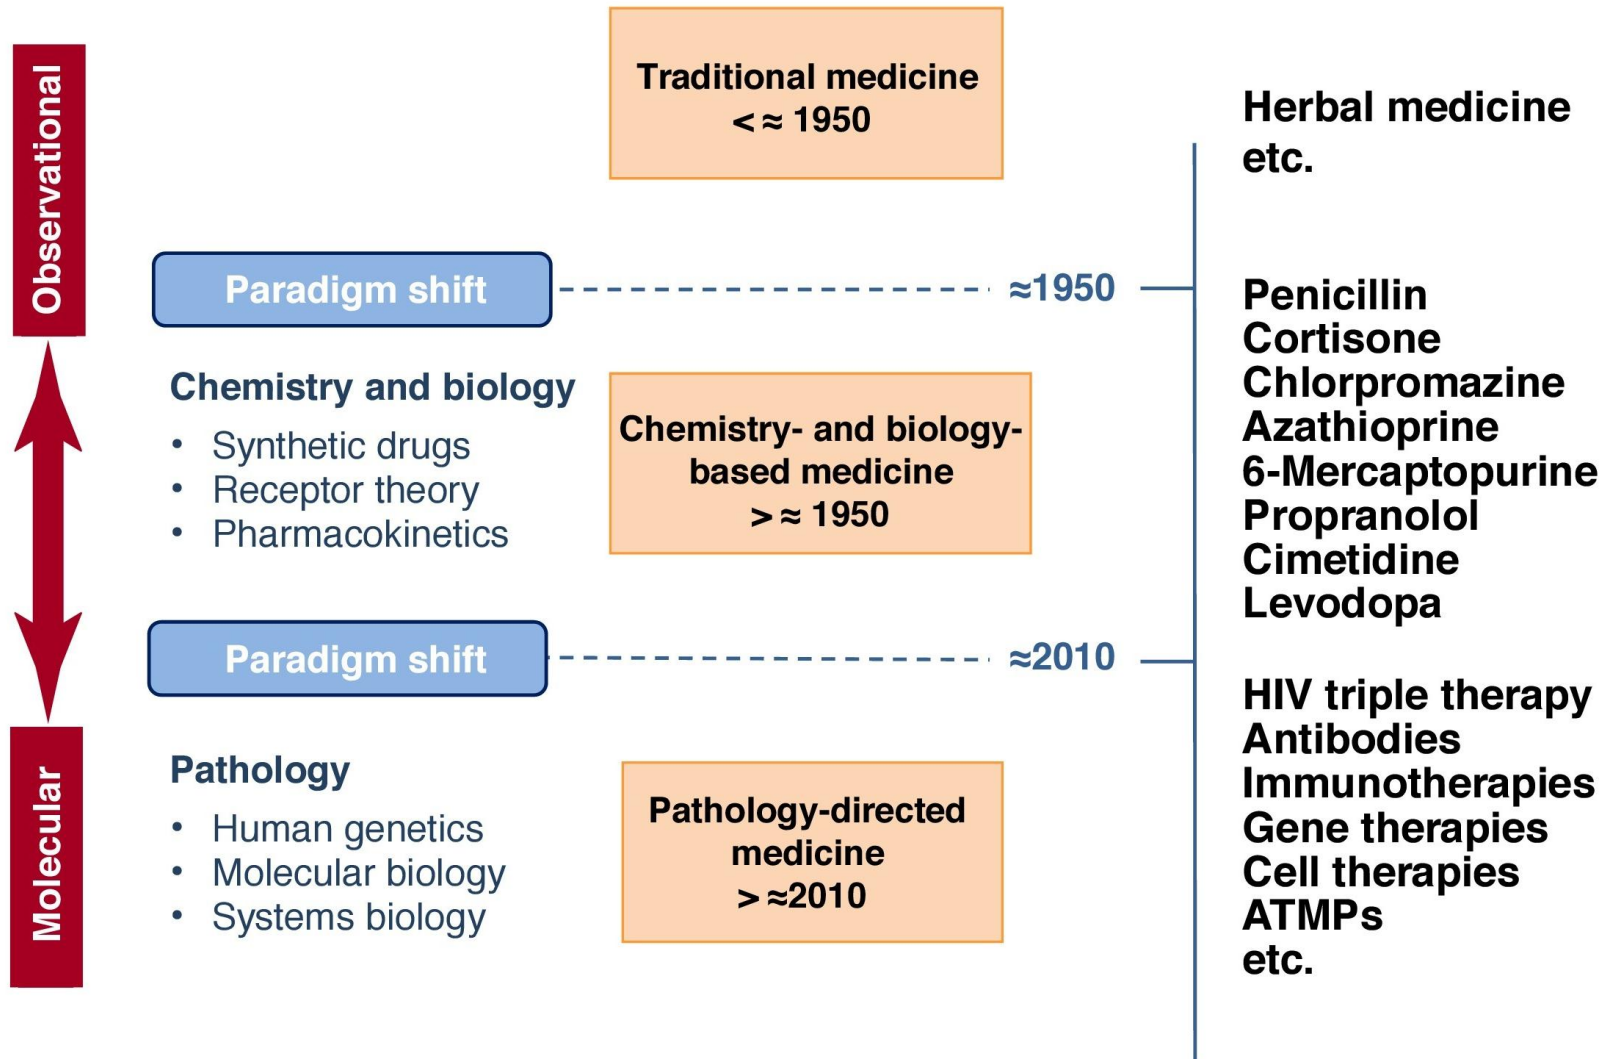 Observational
Traditional medicine
< ≈ 1950
Herbal medicine
etc.
Paradigm shift
≈1950
Chemistry and biology
• Synthetic drugs
• Receptor theory
• Pharmacokinetics
Chemistry- and biology-
based medicine
> ≈ 1950
Penicillin
Cortisone
Chlorpromazine
Azathioprine
6-Mercaptopurine
Propranolol
Cimetidine
Levodopa
Paradigm shift
≈2010
Molecular
Pathology
• Human genetics
• Molecular biology
• Systems biology
Pathology-directed
medicine
> ≈2010
HIV triple therapy
Antibodies
Immunotherapies
Gene therapies
Cell therapies
ATMPs
etc.